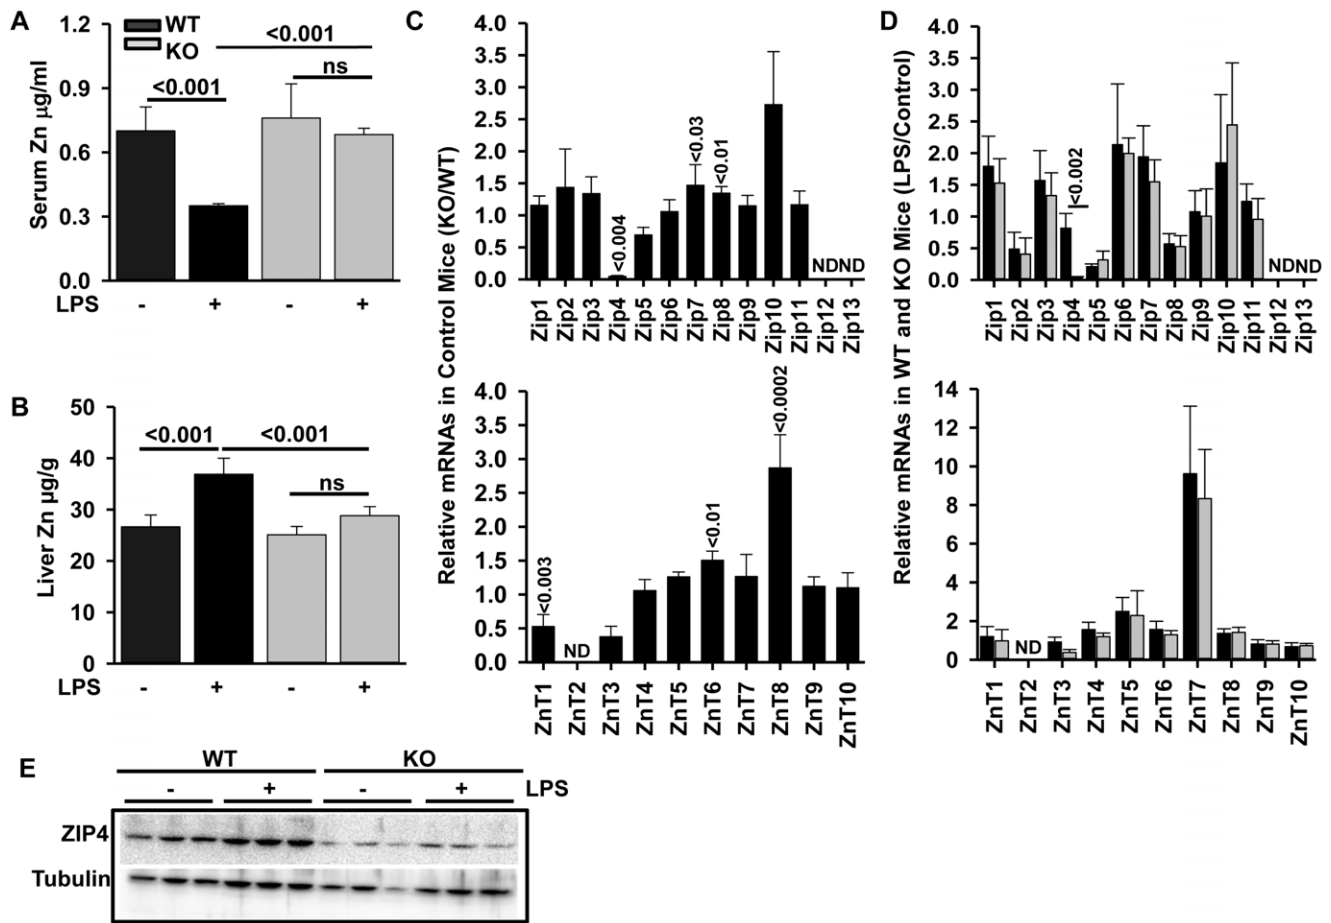 A
Serum Zn µg/ml
1.2
0.9
0.6
0.3
0.0
WT
KO
<0.001
<0.001
ns
LPS - + - +
B
Liver Zn µg/g
50
40
30
20
10
0
<0.001
<0.001
ns
LPS - + - +
C
Relative mRNAs in Control Mice (KO/WT)
4.0
3.5
3.0
2.5
2.0
1.5
1.0
0.5
0.0
<0.004
<0.03
<0.01
NDND
Zip1 Zip2 Zip3 Zip4 Zip5 Zip6 Zip7 Zip8 Zip9 Zip10 Zip11 Zip12 Zip13
4.0
3.5
3.0
2.5
2.0
1.5
1.0
0.5
0.0
<0.003
ND
<0.01
<0.0002
ZnT1 ZnT2 ZnT3 ZnT4 ZnT5 ZnT6 ZnT7 ZnT8 ZnT9 ZnT10
D
Relative mRNAs in WT and KO Mice (LPS/Control)
4.0
3.5
3.0
2.5
2.0
1.5
1.0
0.5
0.0
<0.002
NDND
Zip1 Zip2 Zip3 Zip4 Zip5 Zip6 Zip7 Zip8 Zip9 Zip10 Zip11 Zip12 Zip13
14
12
10
8
6
4
2
0
ND
ZnT1 ZnT2 ZnT3 ZnT4 ZnT5 ZnT6 ZnT7 ZnT8 ZnT9 ZnT10
E
WT KO
- + - + LPS
ZIP4
Tubulin